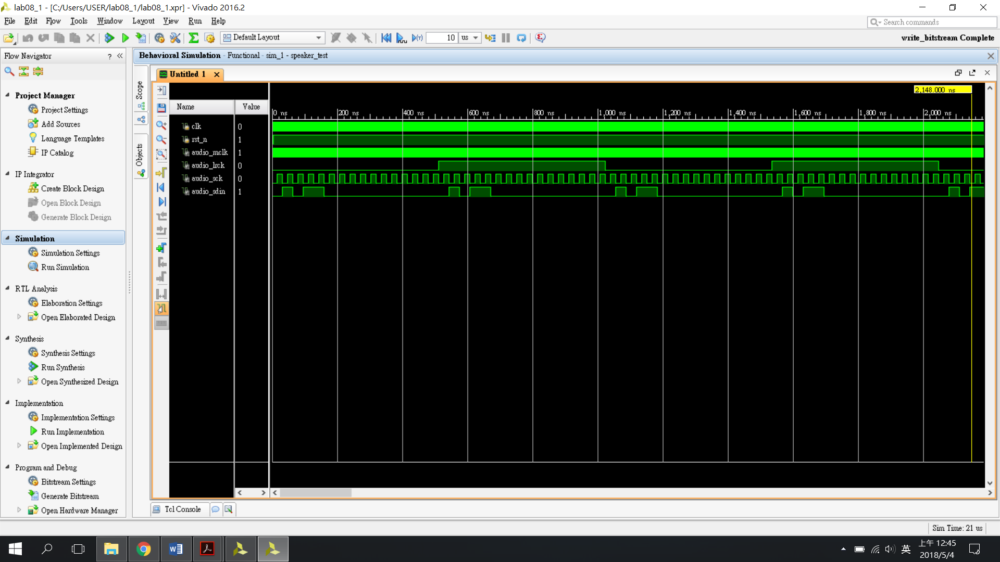 lab08_1 - [C:/Users/USER/lab08_1/lab08_1.xpr] - Vivado 2016.2
File Edit Flow Tools Window Layout View Run Help
Search commands
Default Layout
10 us
write_bitstream Complete
Flow Navigator
Behavioral Simulation - Functional - sim_1 - speaker_test
Untitled 1
Scope
Objects
Project Manager
Project Settings
Add Sources
Language Templates
IP Catalog
IP Integrator
Create Block Design
Open Block Design
Generate Block Design
Simulation
Simulation Settings
Run Simulation
RTL Analysis
Elaboration Settings
Open Elaborated Design
Synthesis
Synthesis Settings
Run Synthesis
Open Synthesized Design
Implementation
Implementation Settings
Run Implementation
Open Implemented Design
Program and Debug
Bitstream Settings
Generate Bitstream
Open Hardware Manager
2,148.000 ns
Name Value
0 ns 200 ns 400 ns 600 ns 800 ns 1,000 ns 1,200 ns 1,400 ns 1,600 ns 1,800 ns 2,000 ns
clk 0
rst_n 1
audio_mclk 1
audio_lrck 0
audio_sck 0
audio_sdin 1
Tcl Console
Sim Time: 21 us
英
上午 12:45
2018/5/4